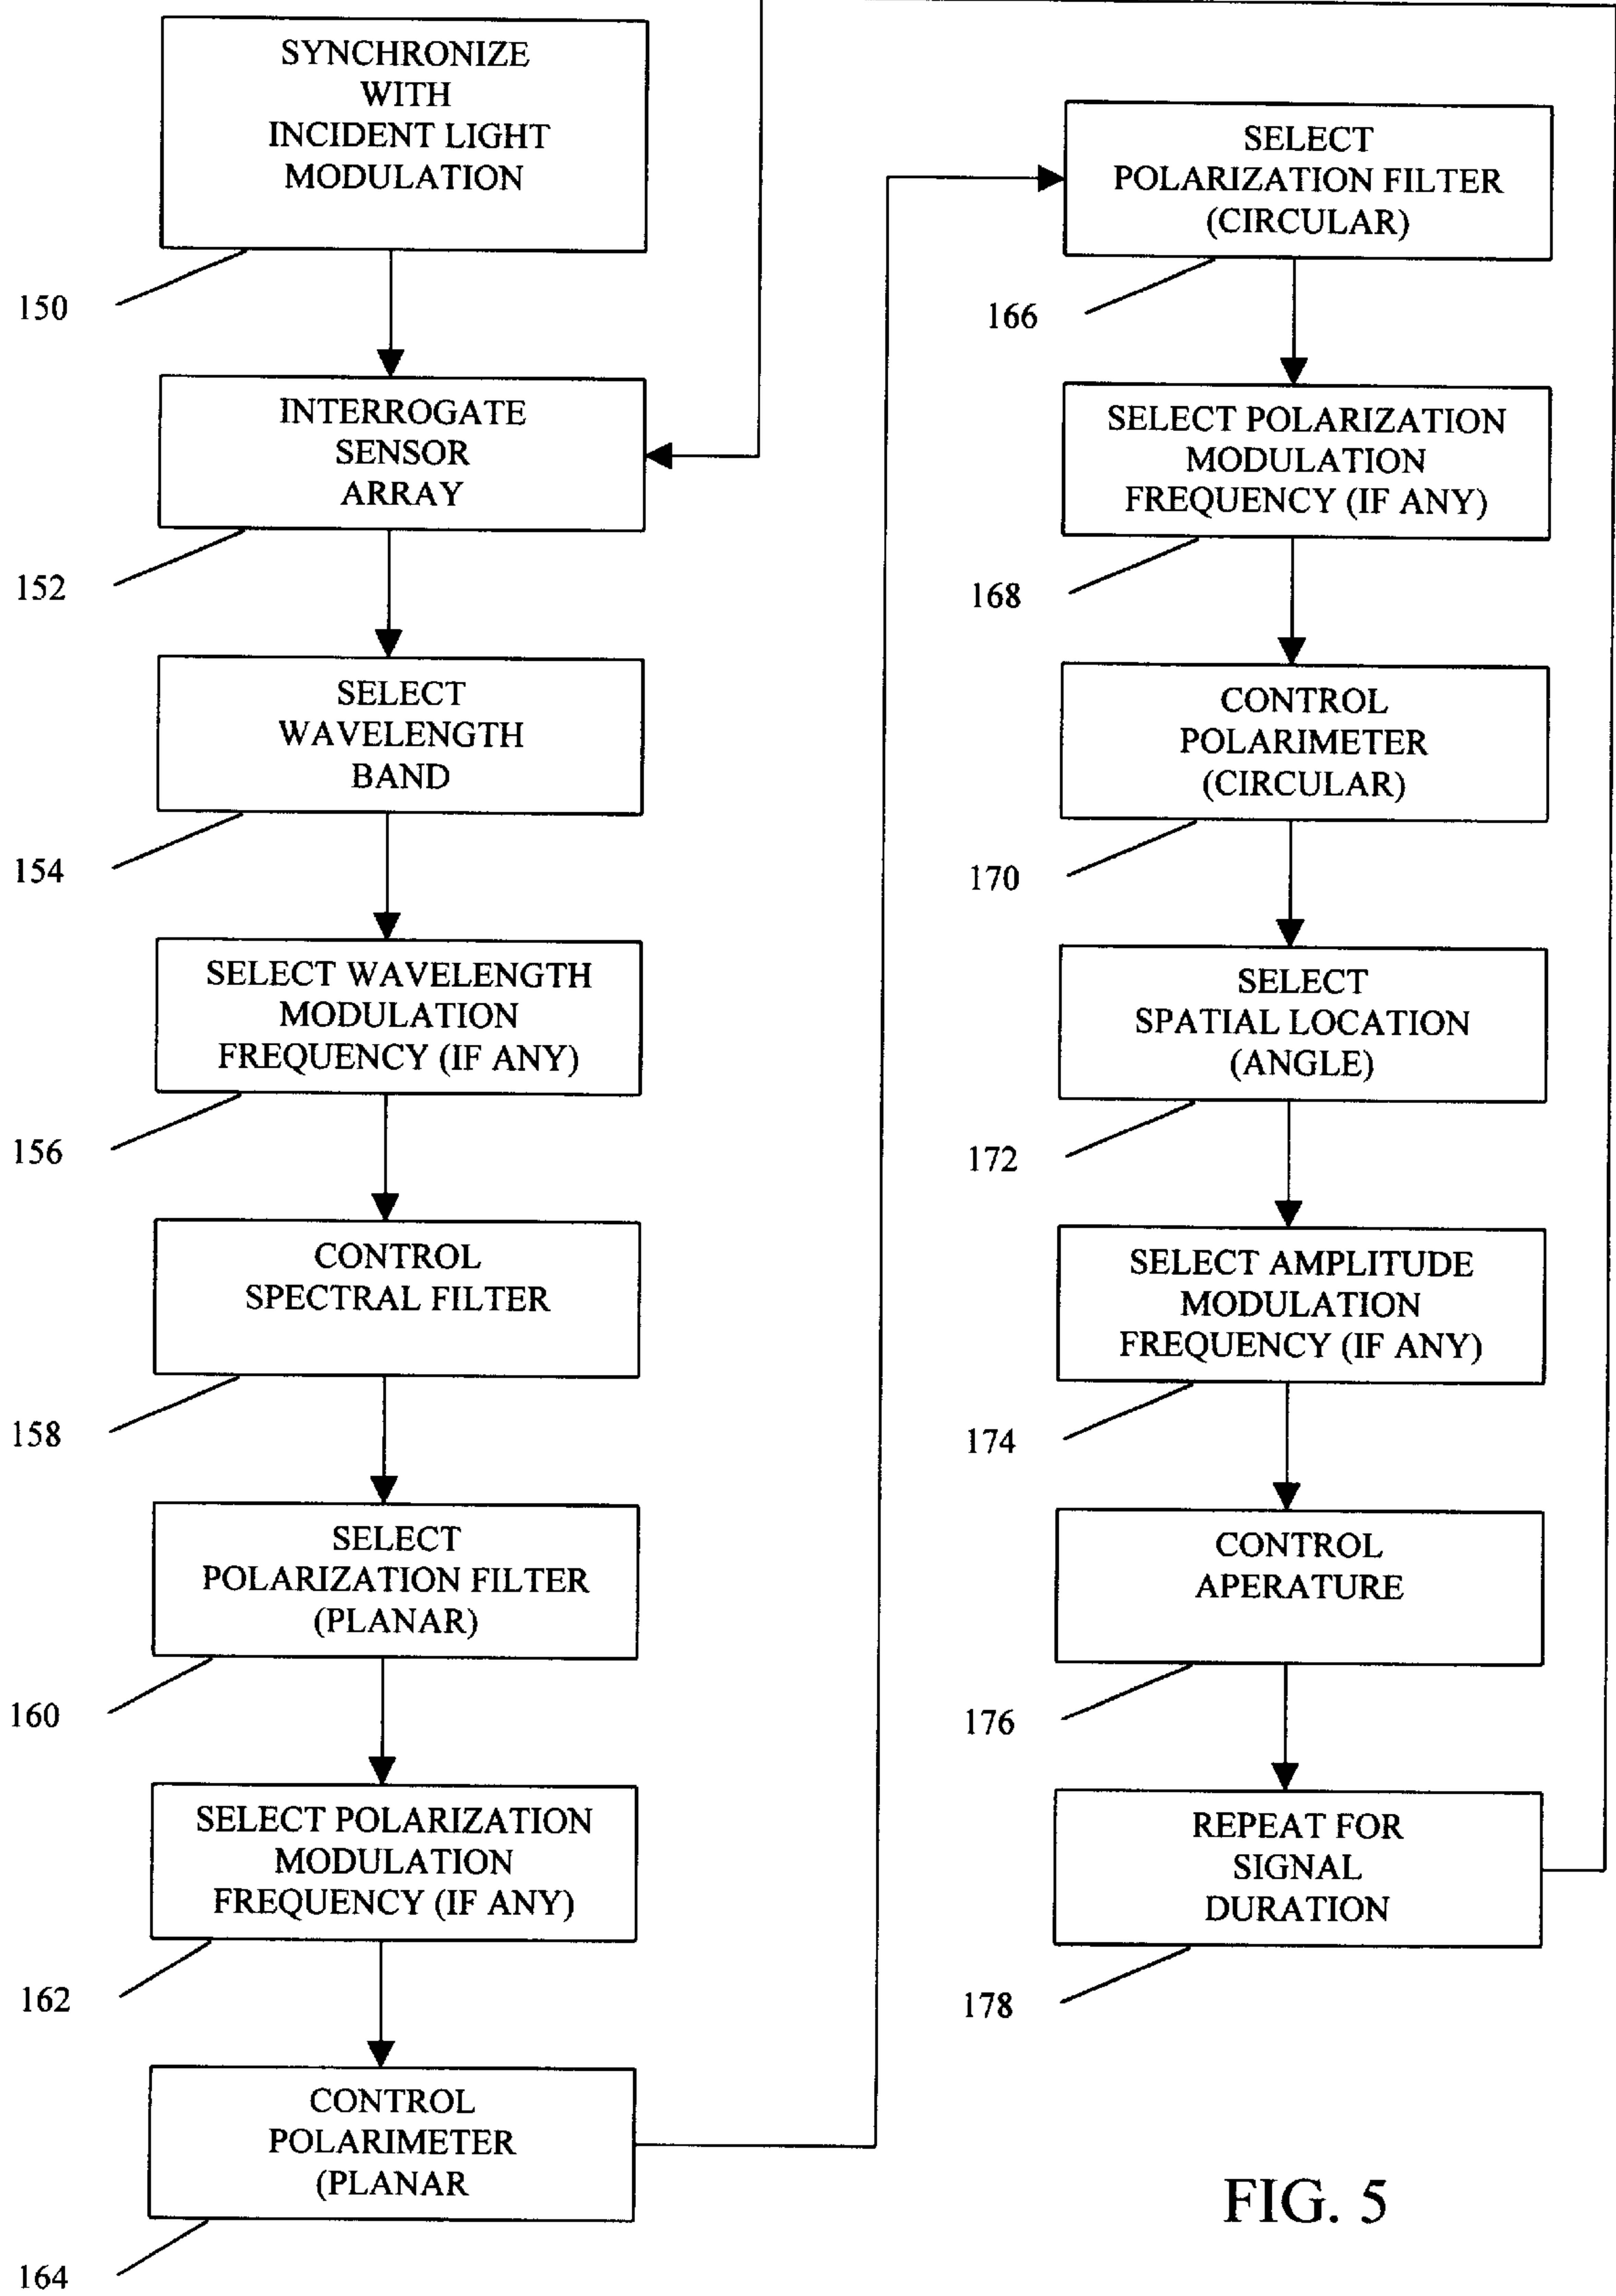 SYNCHRONIZE
WITH
INCIDENT LIGHT
MODULATION
150
INTERROGATE
SENSOR
ARRAY
152
SELECT
WAVELENGTH
BAND
154
SELECT WAVELENGTH
MODULATION
FREQUENCY (IF ANY)
156
CONTROL
SPECTRAL FILTER
158
SELECT
POLARIZATION FILTER
(PLANAR)
160
SELECT POLARIZATION
MODULATION
FREQUENCY (IF ANY)
162
CONTROL
POLARIMETER
(PLANAR
164
SELECT
POLARIZATION FILTER
(CIRCULAR)
166
SELECT POLARIZATION
MODULATION
FREQUENCY (IF ANY)
168
CONTROL
POLARIMETER
(CIRCULAR)
170
SELECT
SPATIAL LOCATION
(ANGLE)
172
SELECT AMPLITUDE
MODULATION
FREQUENCY (IF ANY)
174
CONTROL
APERATURE
176
REPEAT FOR
SIGNAL
DURATION
178
FIG. 5